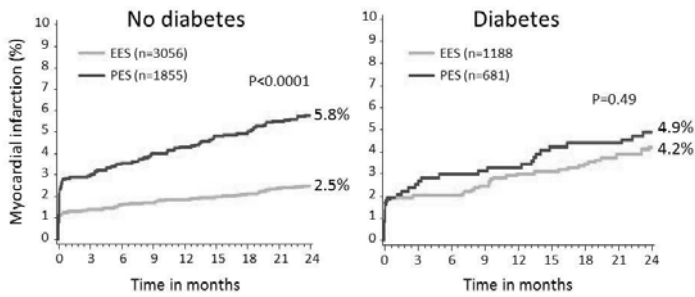 No diabetes
Myocardial infarction (%)
10
9
8
7
6
5
4
3
2
1
0
EES (n=3056)
PES (n=1855)
P<0.0001
5.8%
2.5%
0 3 6 9 12 15 18 21 24
Time in months
Diabetes
10
9
8
7
6
5
4
3
2
1
0
EES (n=1188)
PES (n=681)
P=0.49
4.9%
4.2%
0 3 6 9 12 15 18 21 24
Time in months